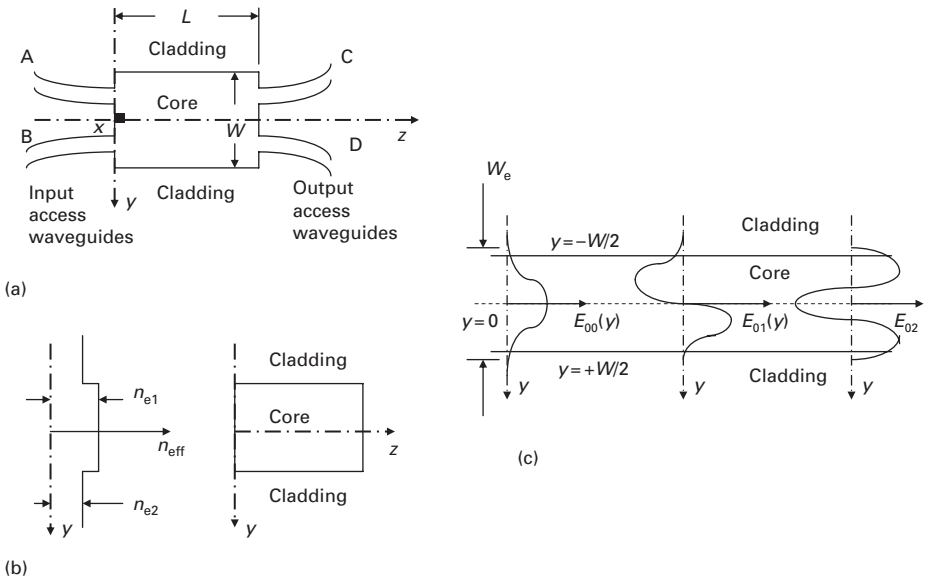 L
A
Cladding
C
Core
x
W
z
B
D
Input
access
waveguides
y
Cladding
Output
access
waveguides
(a)
n_e1
n_eff
n_e2
y
(b)
Cladding
Core
z
Cladding
y
W_e
Cladding
y = −W/2
Core
y = 0
E_00(y)
E_01(y)
E_02
y = +W/2
Cladding
y
y
y
(c)